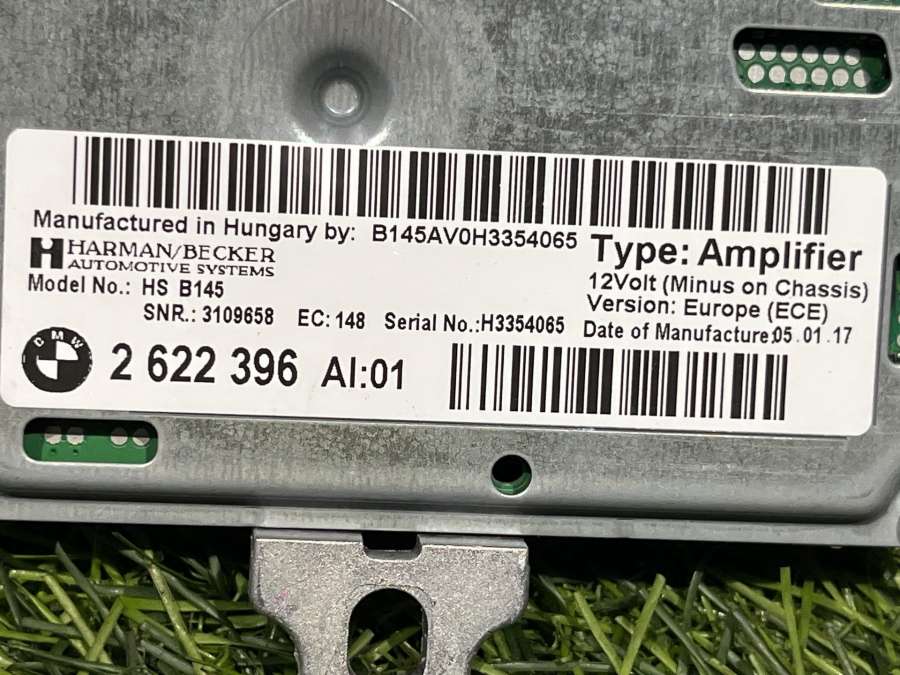 Manufactured in Hungary by: B145AV0H3354065
HARMAN/BECKER
AUTOMOTIVE SYSTEMS
Model No.: HS B145
SNR.: 3109658 EC: 148 Serial No.:H3354065
BMW
2 622 396 AI:01
Type: Amplifier
12Volt (Minus on Chassis)
Version: Europe (ECE)
Date of Manufacture:05.01.17